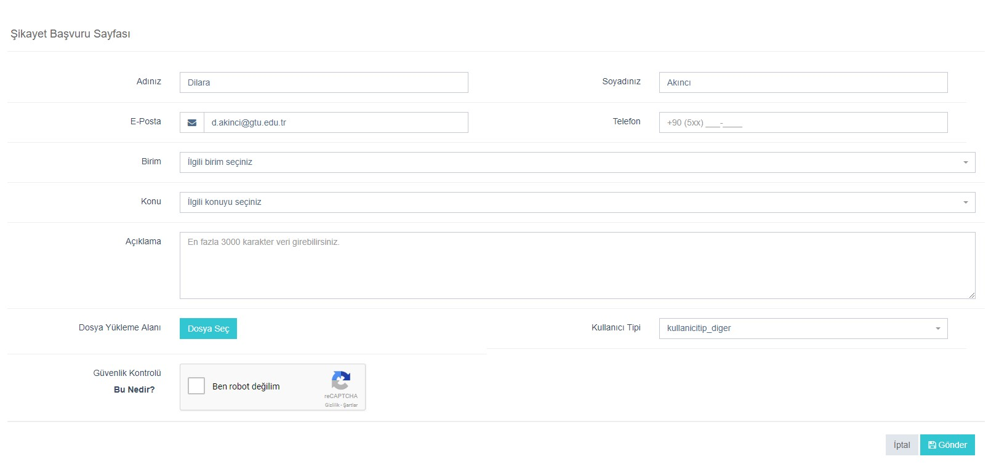 Şikayet Başvuru Sayfası
Adınız
Dilara
Soyadınız
Akıncı
E-Posta
d.akinci@gtu.edu.tr
Telefon
+90 (5xx) ___-____
Birim
İlgili birim seçiniz
Konu
İlgili konuyu seçiniz
Açıklama
En fazla 3000 karakter veri girebilirsiniz.
Dosya Yükleme Alanı
Dosya Seç
Kullanıcı Tipi
kullanicitip_diger
Güvenlik Kontrolü
Bu Nedir?
Ben robot değilim
reCAPTCHA
Gizlilik - Şartlar
İptal
Gönder